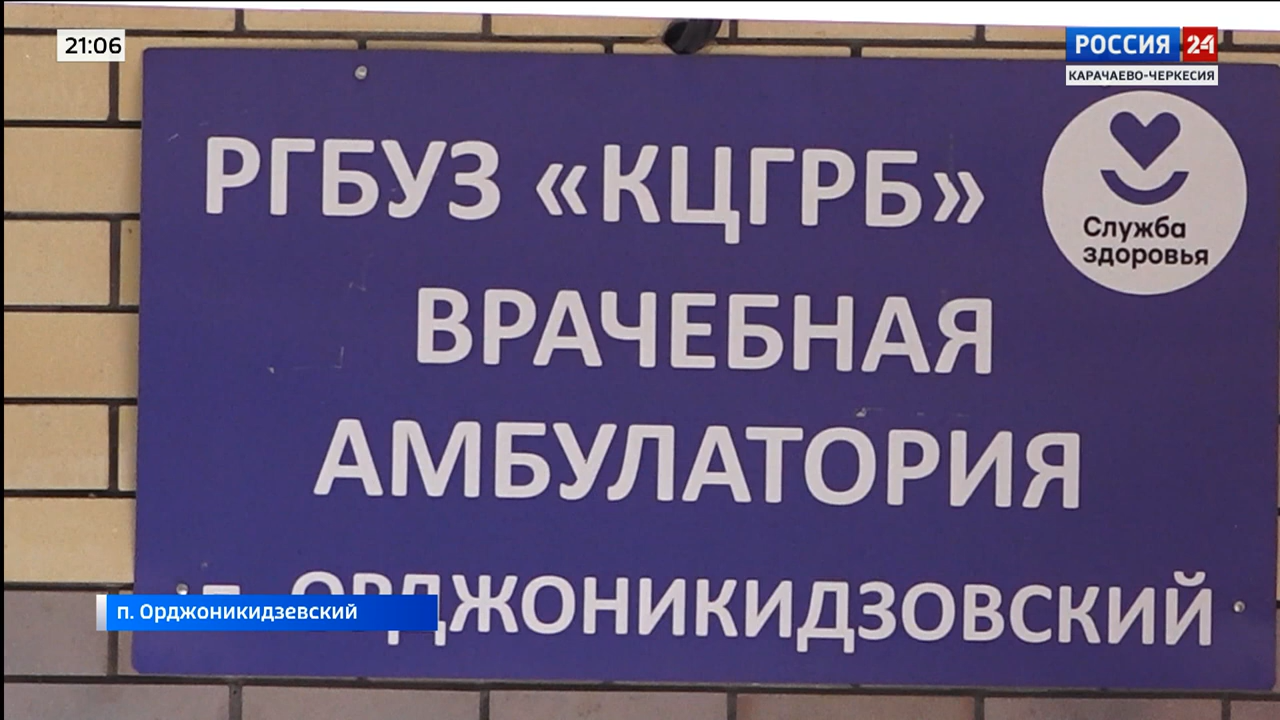 21:06
РОССИЯ 24
КАРАЧАЕВО-ЧЕРКЕСИЯ
РГБУЗ «КЦГРБ»
Служба
здоровья
ВРАЧЕБНАЯ
АМБУЛАТОРИЯ
п. ОРДЖОНИКИДЗОВСКИЙ
п. Орджоникидзевский